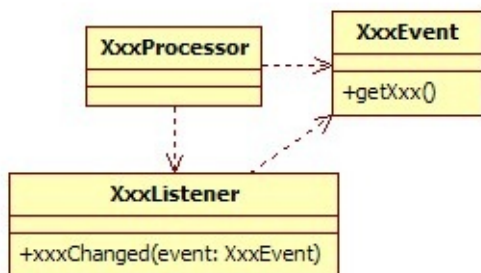 XxxProcessor
XxxEvent
+getXxx()
XxxListener
+xxxChanged(event: XxxEvent)